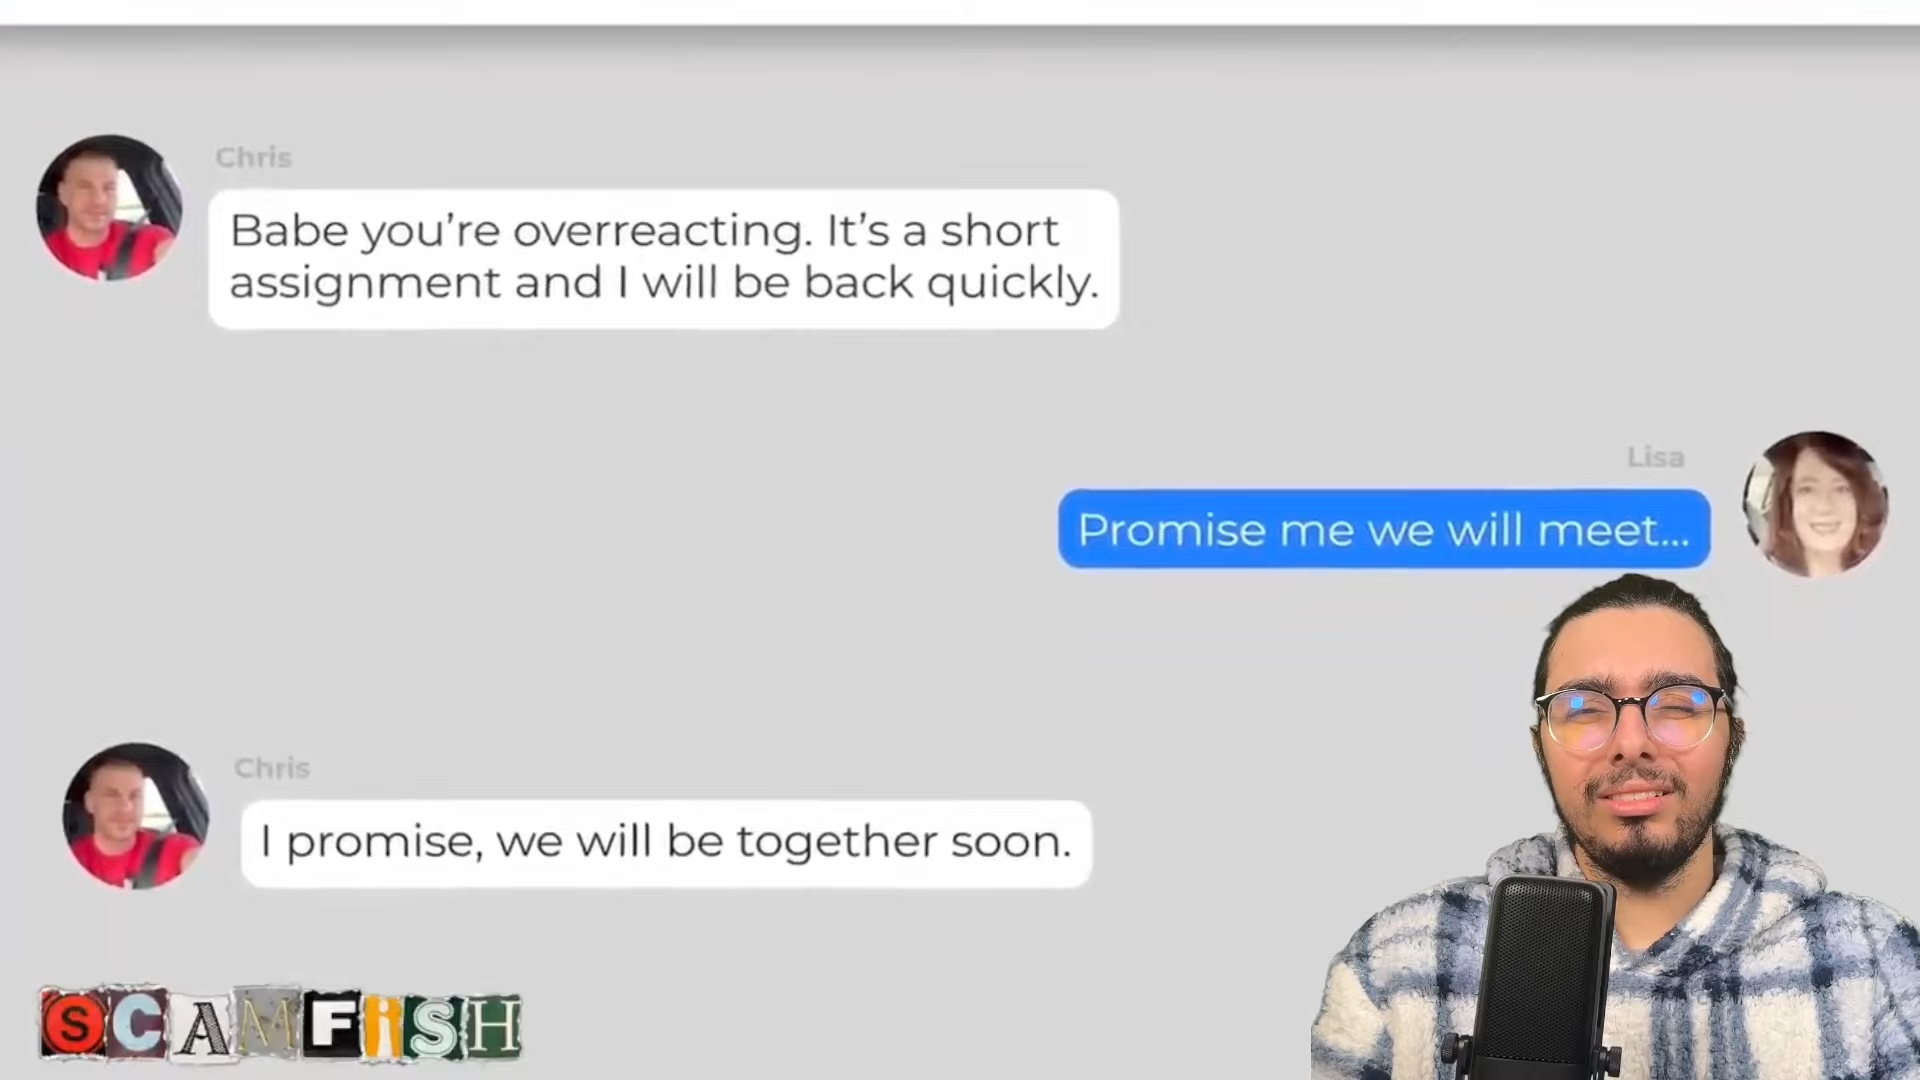 Chris
Babe you’re overreacting. It’s a short
assignment and I will be back quickly.
Lisa
Promise me we will meet...
Chris
I promise, we will be together soon.
SCAMFiSH